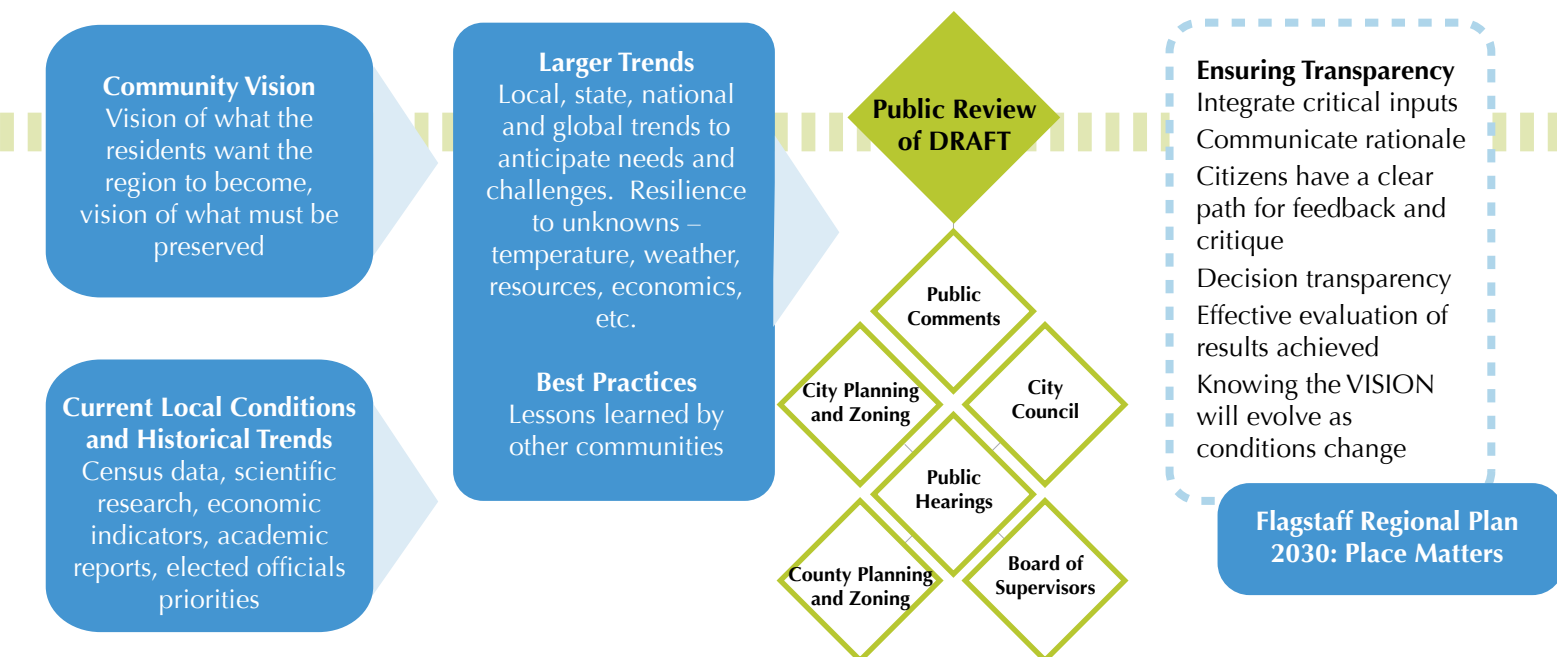 Community Vision
Vision of what the
residents want the
region to become,
vision of what must be
preserved
Current Local Conditions
and Historical Trends
Census data, scientific
research, economic
indicators, academic
reports, elected officials
priorities
Larger Trends
Local, state, national
and global trends to
anticipate needs and
challenges.  Resilience
to unknowns –
temperature, weather,
resources, economics,
etc.
Best Practices
Lessons learned by
other communities
Public Review
of DRAFT
Public
Comments
City Planning
and Zoning
City
Council
Public
Hearings
County Planning
and Zoning
Board of
Supervisors
Ensuring Transparency
Integrate critical inputs
Communicate rationale
Citizens have a clear
path for feedback and
critique
Decision transparency
Effective evaluation of
results achieved
Knowing the VISION
will evolve as
conditions change
Flagstaff Regional Plan
2030: Place Matters